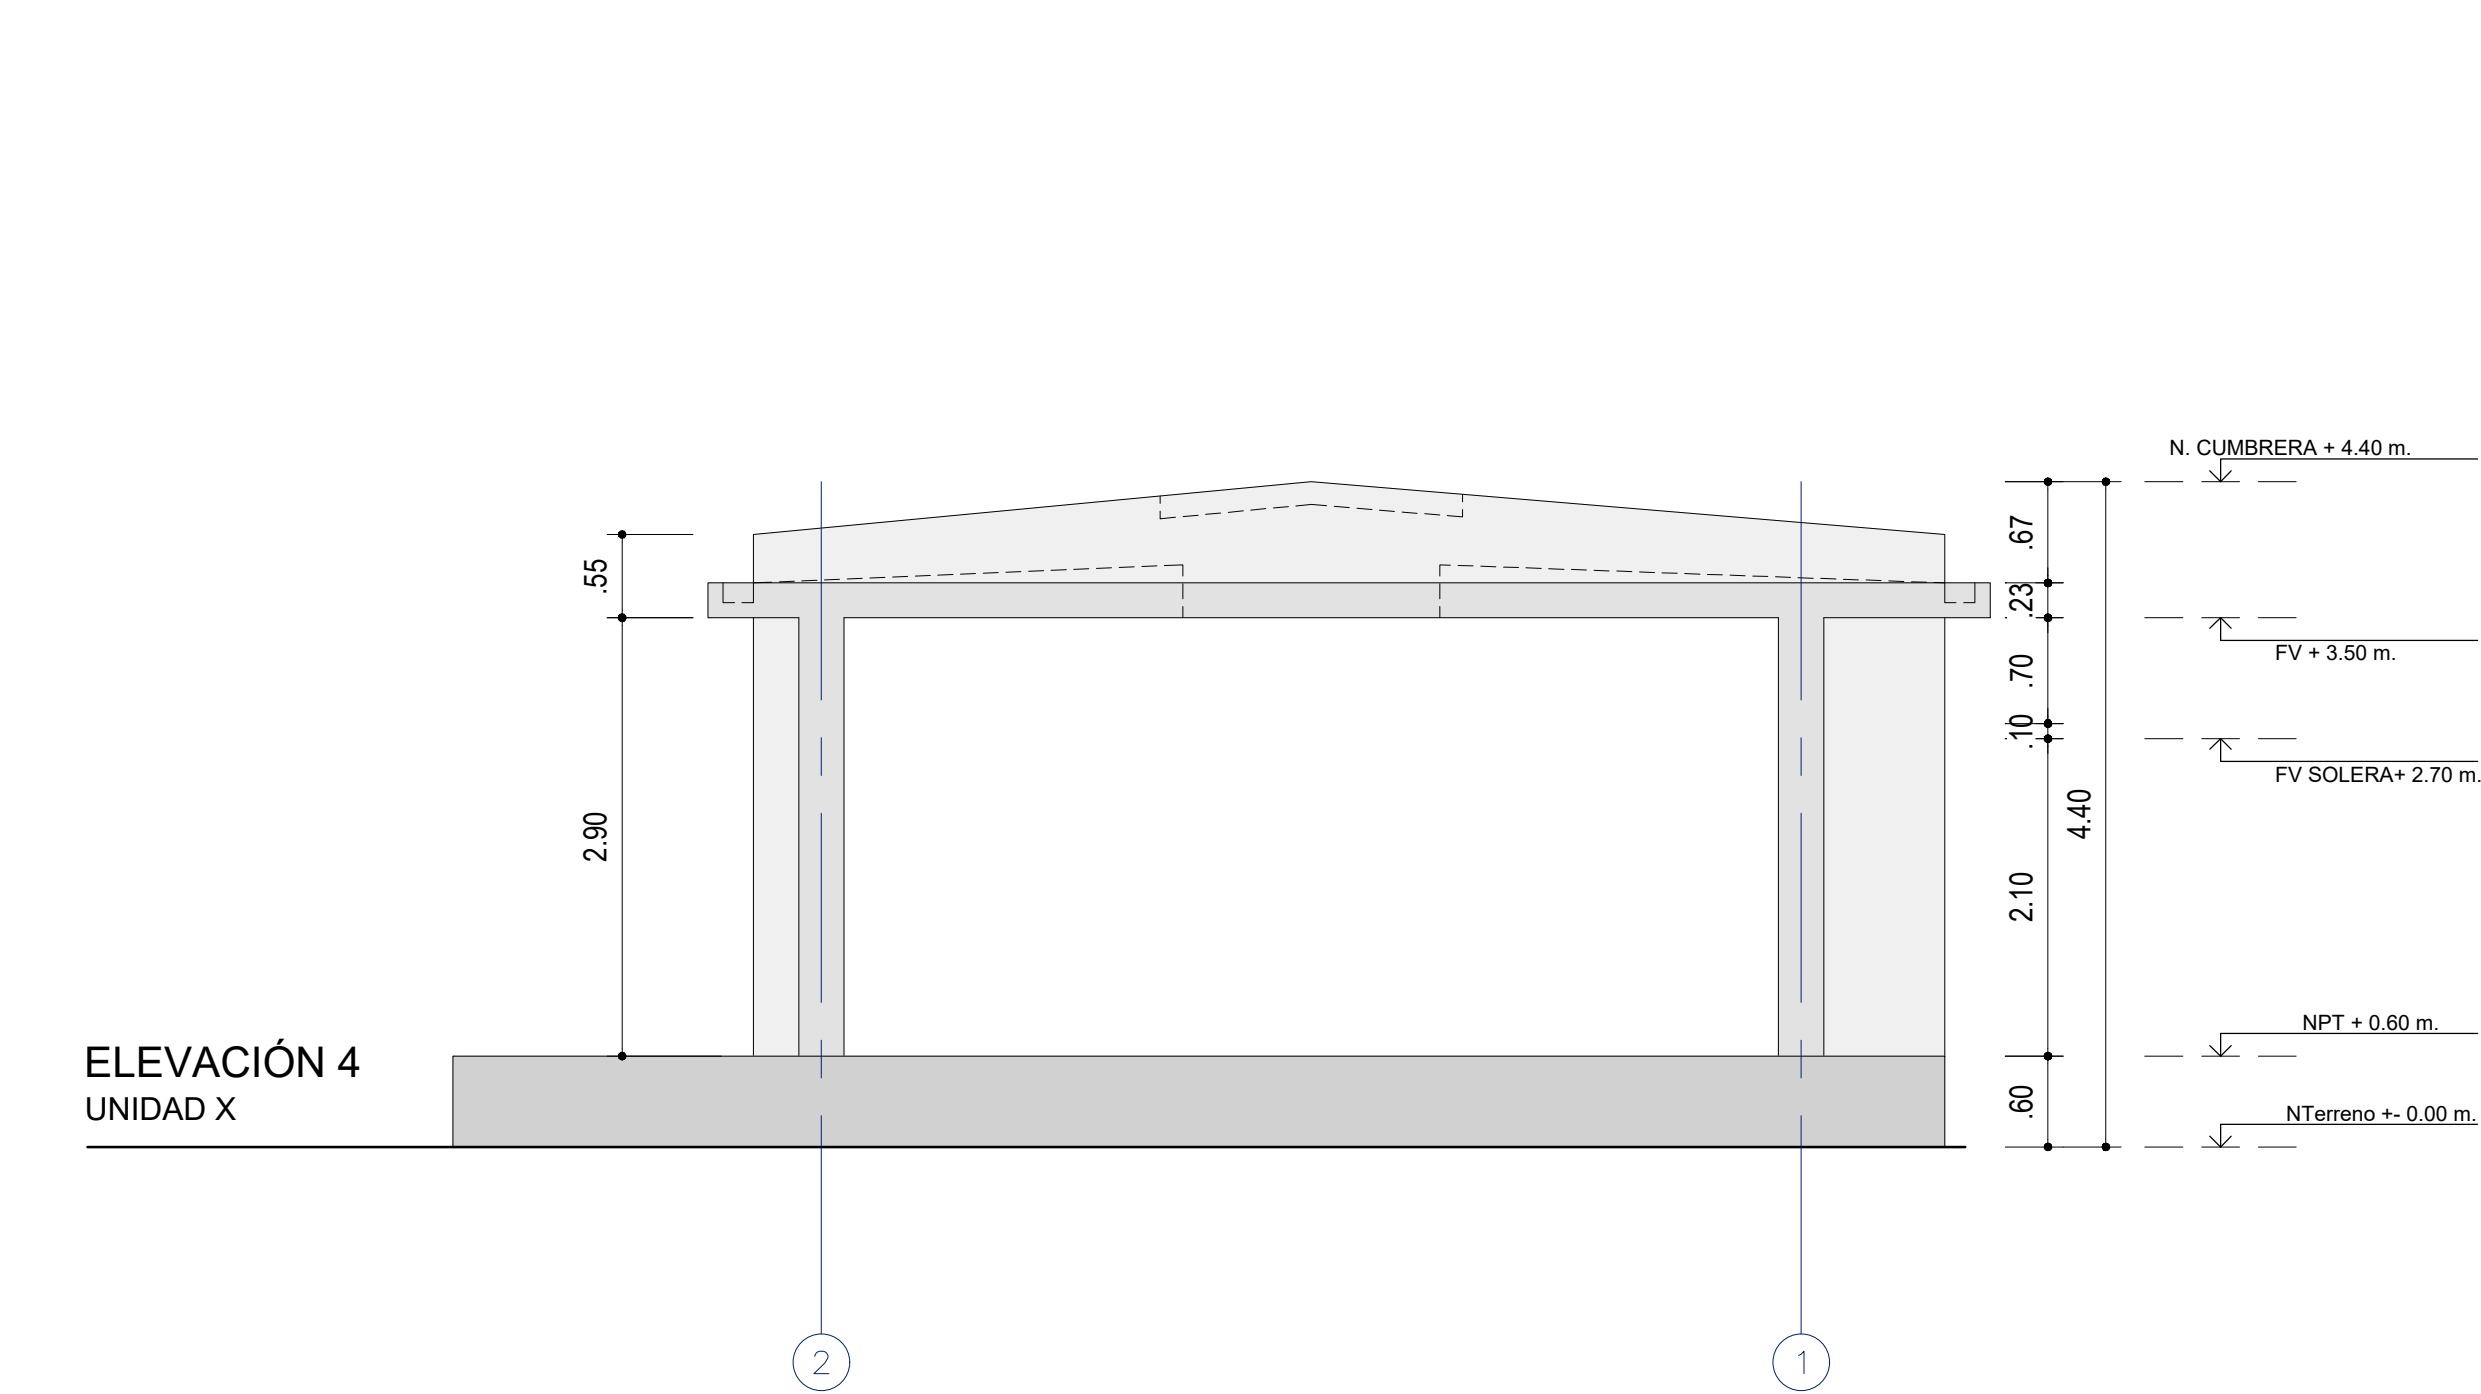 N. CUMBRERA + 4.40 m.
.67
.55
.23
FV + 3.50 m.
.70
.10
FV SOLERA+ 2.70 m.
4.40
2.90
2.10
NPT + 0.60 m.
ELEVACIÓN 4
UNIDAD X
.60
NTerreno +- 0.00 m.
2
1